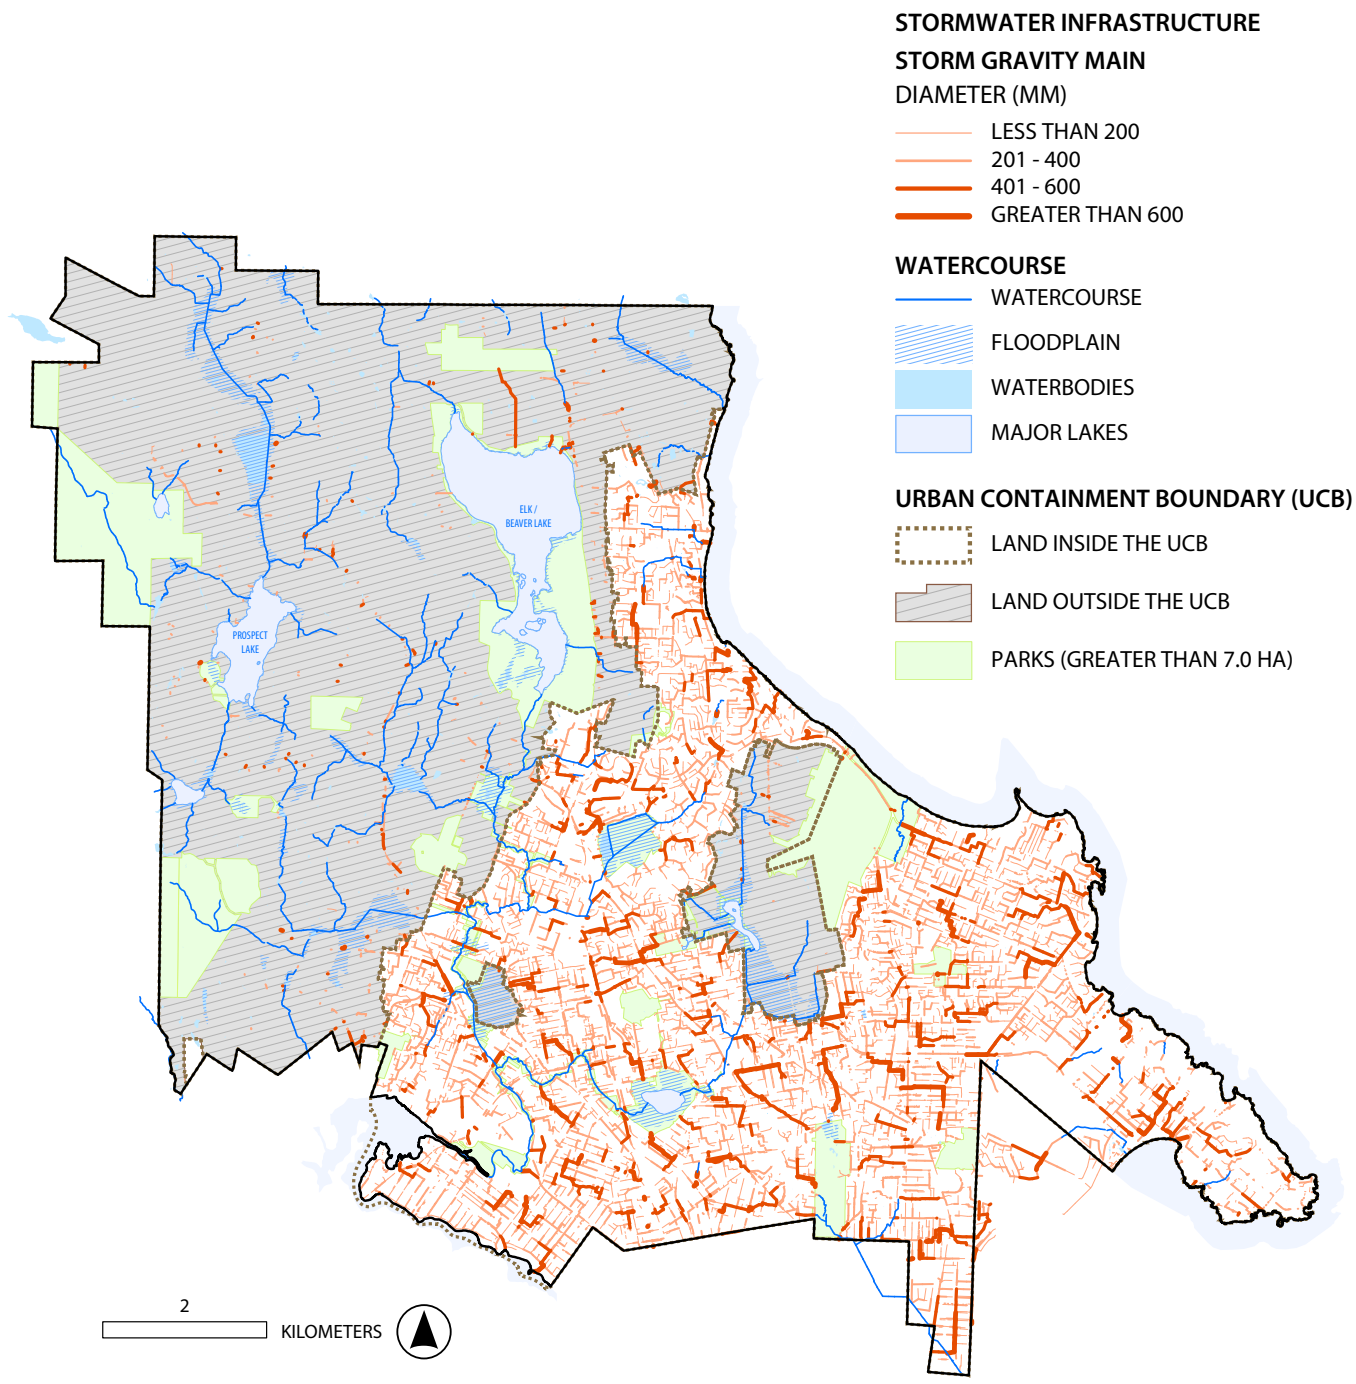 STORMWATER INFRASTRUCTURE
STORM GRAVITY MAIN
DIAMETER (MM)
LESS THAN 200
201 - 400
401 - 600
GREATER THAN 600
WATERCOURSE
WATERCOURSE
FLOODPLAIN
WATERBODIES
MAJOR LAKES
URBAN CONTAINMENT BOUNDARY (UCB)
LAND INSIDE THE UCB
LAND OUTSIDE THE UCB
PARKS (GREATER THAN 7.0 HA)
ELK /
BEAVER LAKE
PROSPECT
LAKE
2
KILOMETERS